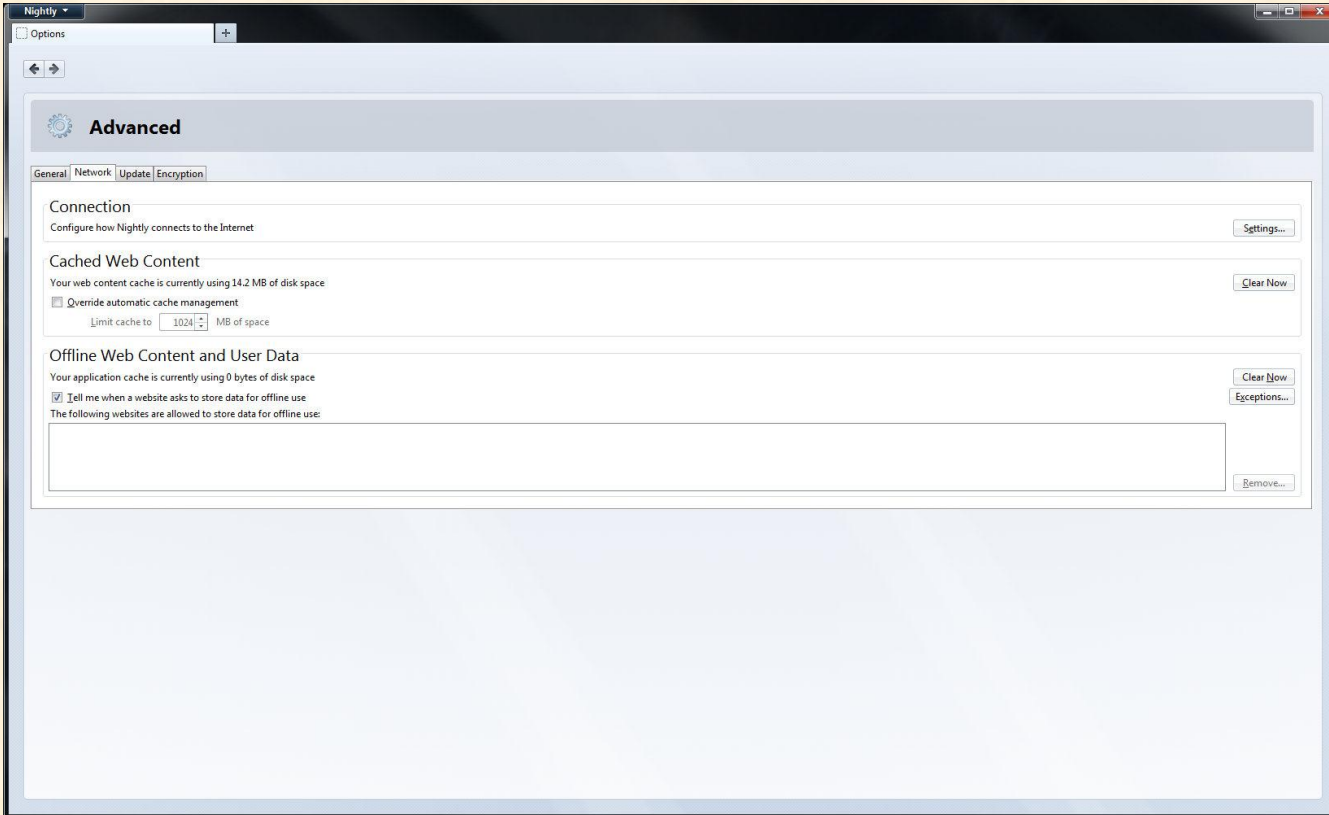 Nightly
Options
Advanced
General Network Update Encryption
Connection
Configure how Nightly connects to the Internet
Settings...
Cached Web Content
Your web content cache is currently using 14.2 MB of disk space
Clear Now
Override automatic cache management
Limit cache to 1024 MB of space
Offline Web Content and User Data
Your application cache is currently using 0 bytes of disk space
Clear Now
Tell me when a website asks to store data for offline use
Exceptions...
The following websites are allowed to store data for offline use:
Remove...